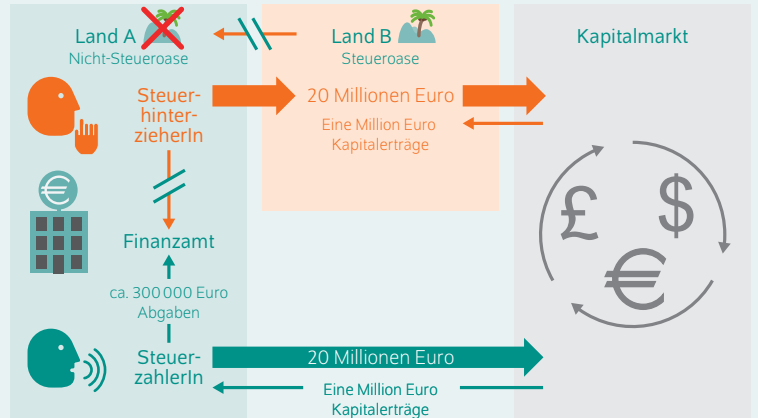 Land A
Nicht-Steueroase
Land B
Steueroase
Kapitalmarkt
Steuer-
hinter-
zieherIn
20 Millionen Euro
Eine Million Euro
Kapitalerträge
€
Finanzamt
ca. 300 000 Euro
Abgaben
Steuer-
zahlerIn
20 Millionen Euro
Eine Million Euro
Kapitalerträge
£
$
€